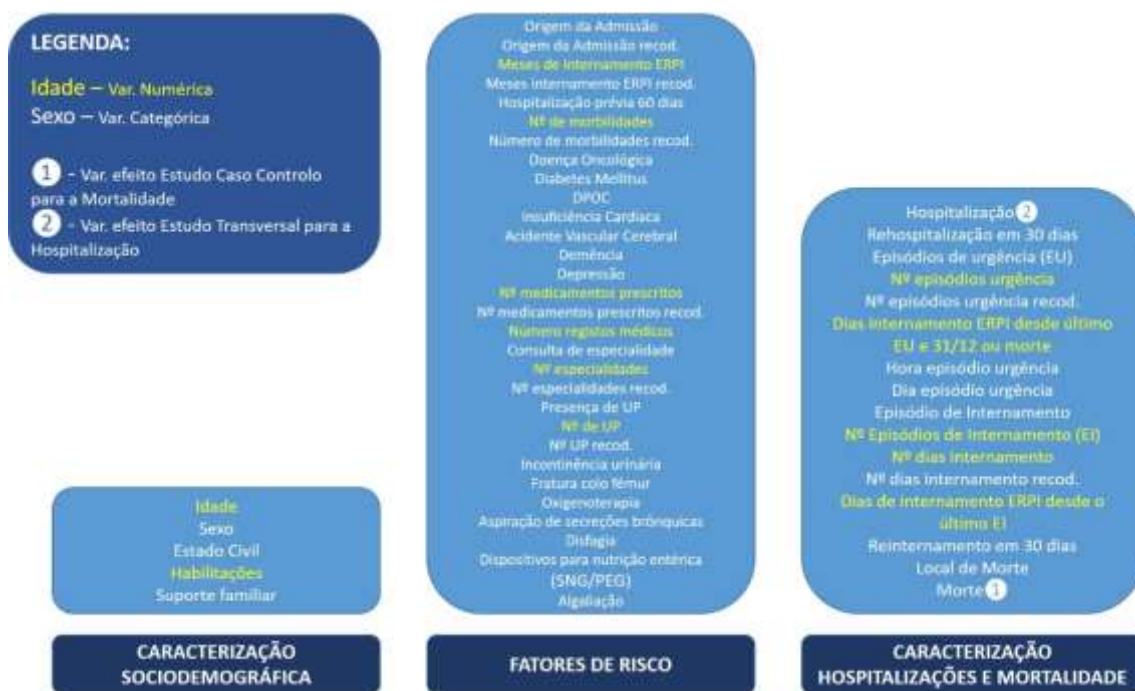 LEGENDA:
Idade – Var. Numérica
Sexo – Var. Categórica
1 - Var. efeito Estudo Caso Controlo
para a Mortalidade
2 - Var. efeito Estudo Transversal para a
Hospitalização
Idade
Sexo
Estado Civil
Habilitações
Suporte familiar
CARACTERIZAÇÃO
SOCIODEMOGRÁFICA
Origem da Admissão
Origem da Admissão recod.
Meses de Internamento ERPI
Meses internamento ERPI recod.
Hospitalização prévia 60 dias
Nº de morbilidades
Número de morbilidades recod.
Doença Oncológica
Diabetes Mellitus
DPOC
Insuficiência Cardíaca
Acidente Vascular Cerebral
Demência
Depressão
Nº medicamentos prescritos
Nº medicamentos prescritos recod.
Número registos médicos
Consulta de especialidade
Nº especialidades
Nº especialidades recod.
Presença de UP
Nº de UP
Nº UP recod.
Incontinência urinária
Fratura colo fémur
Oxigenoterapia
Aspiração de secreções brônquicas
Disfagia
Dispositivos para nutrição entérica
(SNG/PEG)
Algaliação
FATORES DE RISCO
Hospitalização 2
Rehospitalização em 30 dias
Episódios de urgência (EU)
Nº episódios urgência
Nº episódios urgência recod.
Dias internamento ERPI desde último
EU e 31/12 ou morte
Hora episódio urgência
Dia episódio urgência
Episódio de Internamento
Nº Episódios de Internamento (EI)
Nº dias internamento
Nº dias internamento recod.
Dias de internamento ERPI desde o
último EI
Reinternamento em 30 dias
Local de Morte
Morte 1
CARACTERIZAÇÃO
HOSPITALIZAÇÕES E MORTALIDADE